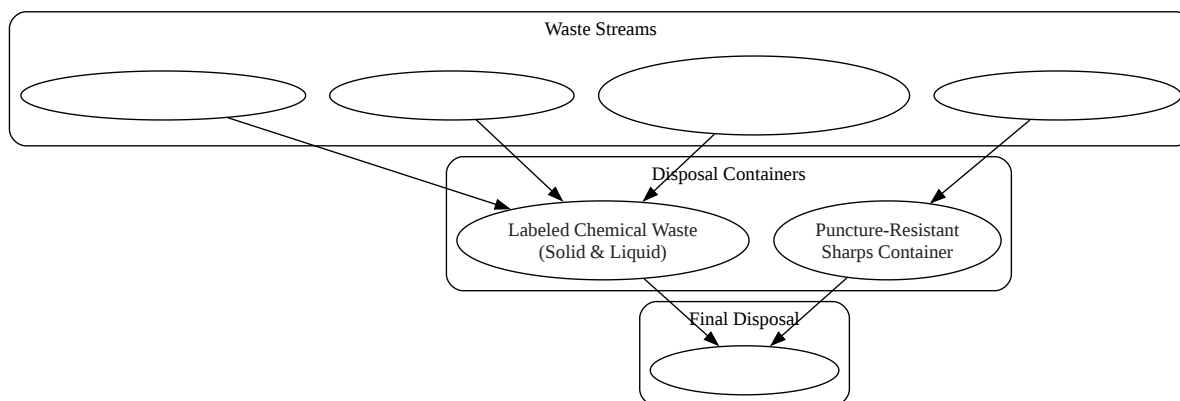 Waste Streams
Disposal Containers
Labeled Chemical Waste
(Solid & Liquid)
Puncture-Resistant
Sharps Container
Final Disposal